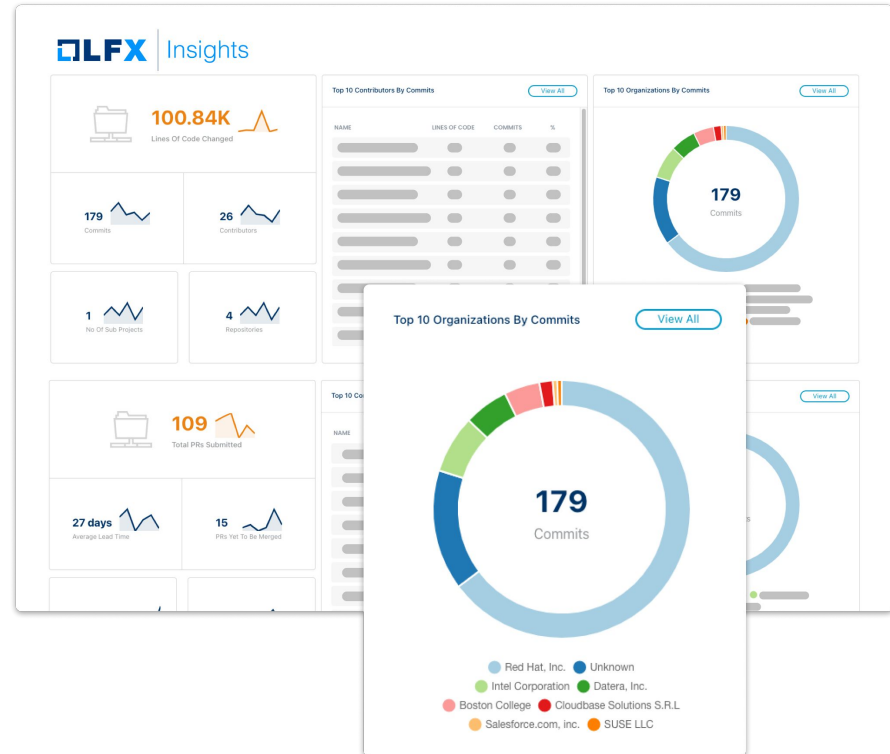 LFX Insights
100.84K
Lines Of Code Changed
179
Commits
26
Contributors
1
No Of Sub Projects
4
Repositories
Top 10 Contributors By Commits
View All
NAME LINES OF CODE COMMITS %
Top 10 Organizations By Commits
View All
179
Commits
109
Total PRs Submitted
27 days
Average Lead Time
15
PRs Yet To Be Merged
Top 10
NAME
View All
Top 10 Organizations By Commits
View All
179
Commits
Red Hat, Inc. Unknown
Intel Corporation Datera, Inc.
Boston College Cloudbase Solutions S.R.L
Salesforce.com, inc. SUSE LLC